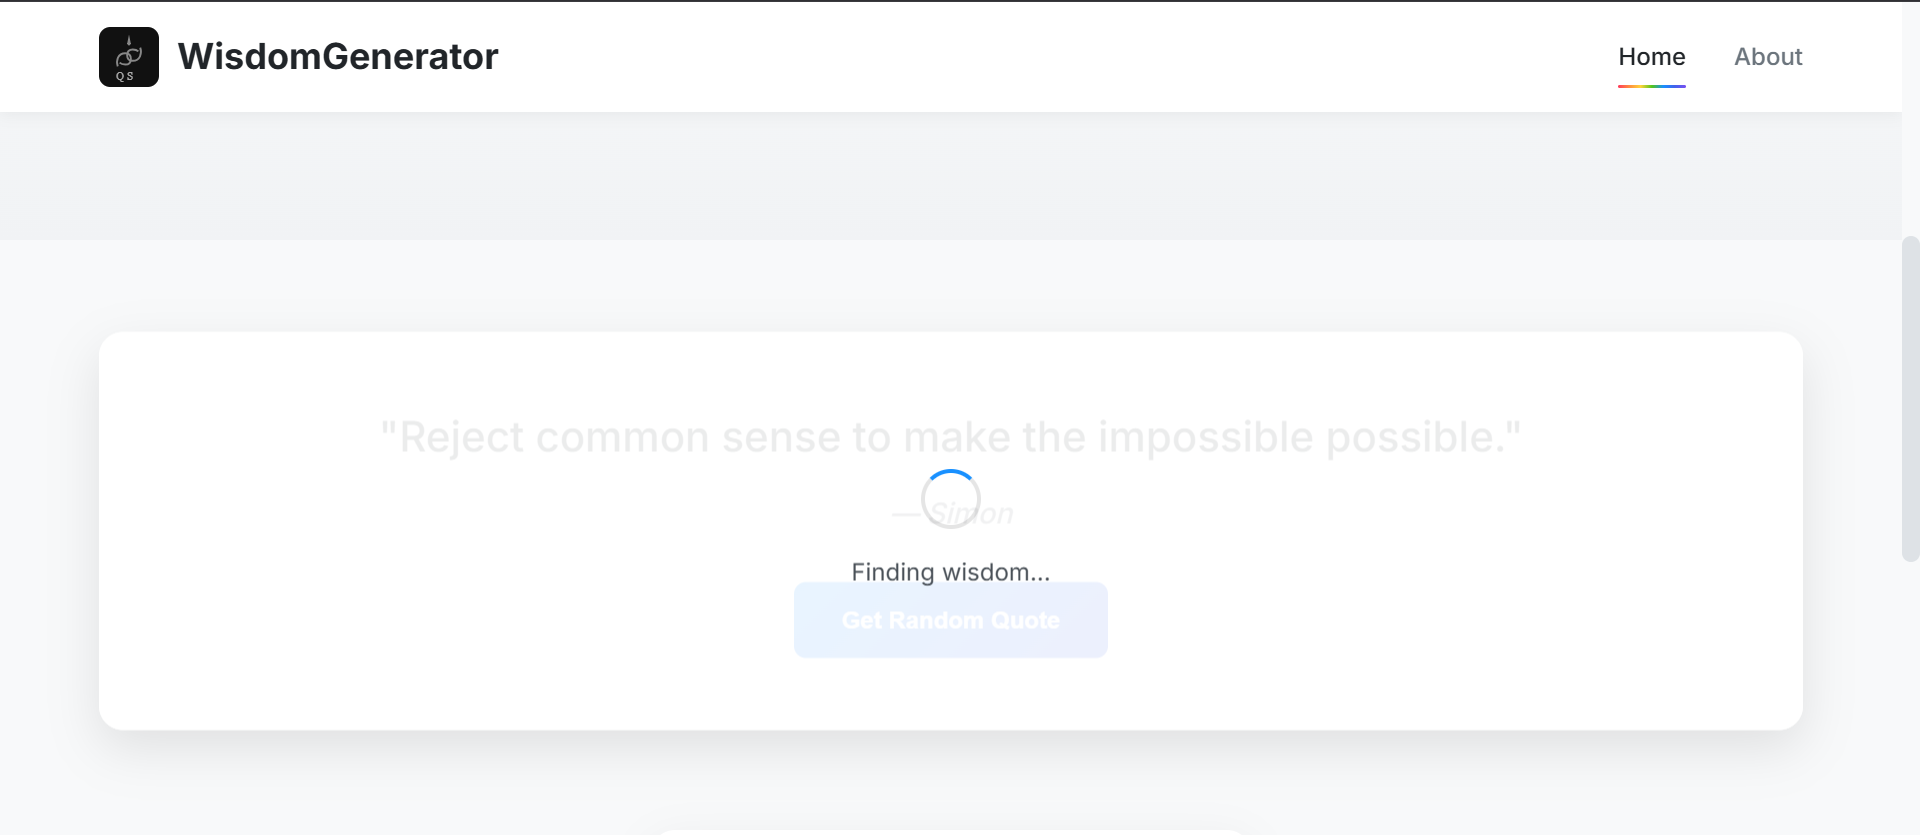 QS
WisdomGenerator
Home
About
"Reject common sense to make the impossible possible."
— Simon
Finding wisdom...
Get Random Quote